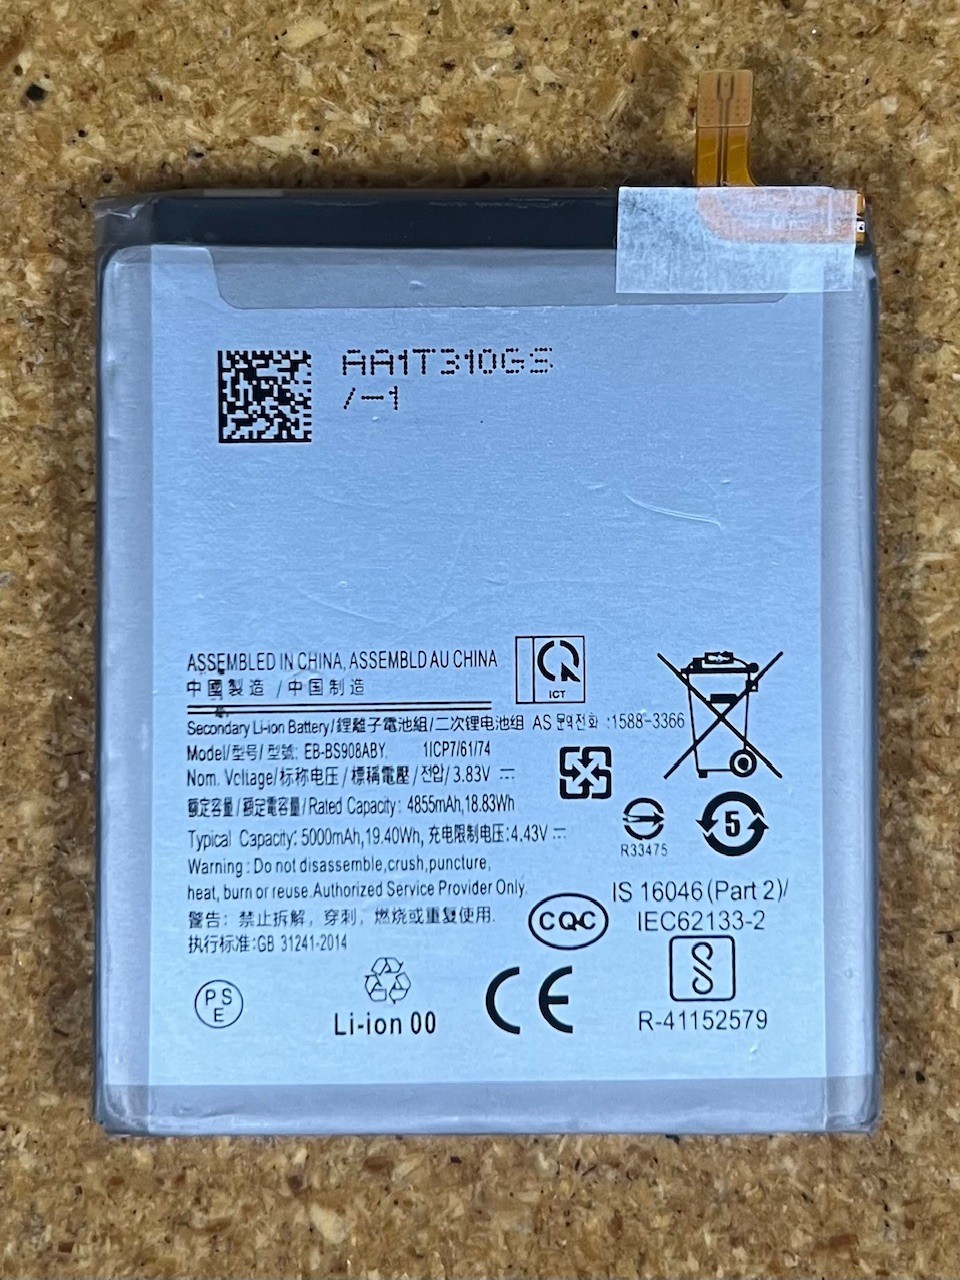 AA1T310GS
/-1
ASSEMBLED IN CHINA, ASSEMBLD AU CHINA
中國製造 / 中国制造
ICT
Secondary Li-ion Battery/鋰離子電池組/二次锂电池组 AS 문역전화 :1588-3366
Model/型号/型號: EB-BS908ABY, 1ICP7/61/74
Nom. Vcltage/标称电压/標稱電壓/전압/3.83V
额定容量/額定電容量/Rated Capacity: 4855mAh,18.83Wh
R33475
5
Typical Capacity: 5000mAh,19.40Wh, 充电限制电压:4.43V
Warning : Do not disassemble,crush,puncture,
heat, burn or reuse.Authorized Service Provider Only.
警告: 禁止拆解, 穿刺, 燃烧或重复使用.
执行标准:GB 31241-2014
CQC
IS 16046 (Part 2)/
IEC62133-2
PSE
Li-ion 00
CE
R-41152579